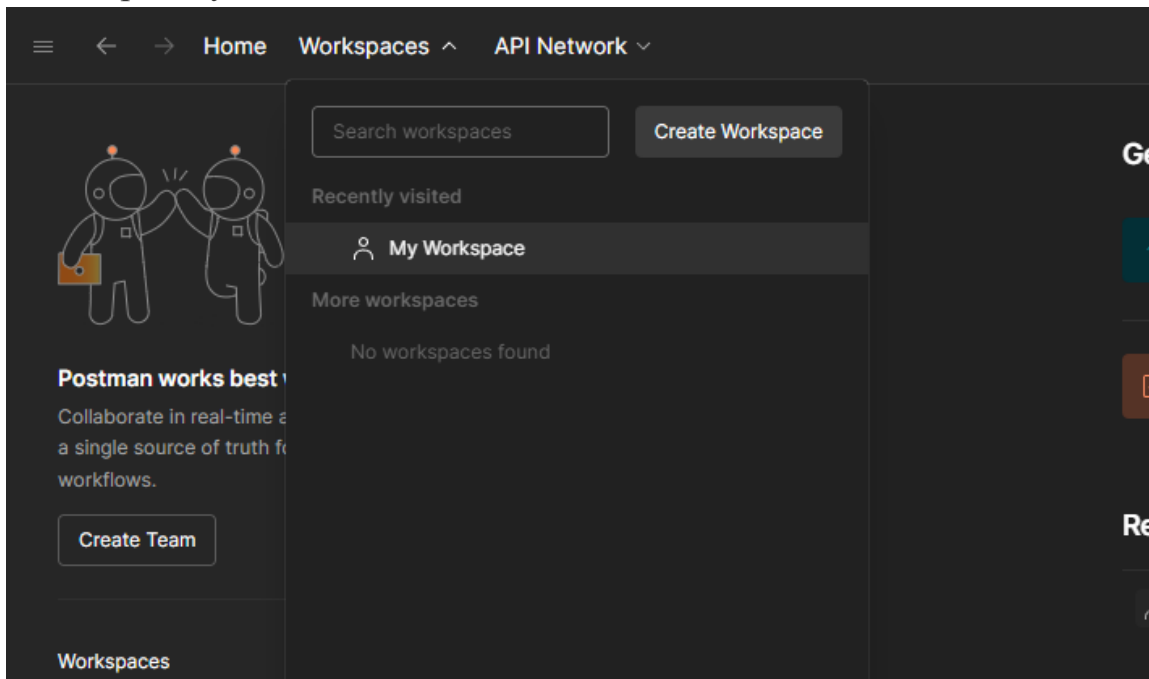 Home Workspaces API Network
Search workspaces Create Workspace
Recently visited
My Workspace
More workspaces
No workspaces found
Postman works best
Collaborate in real-time
a single source of truth
workflows.
Create Team
Workspaces
Ge
Re